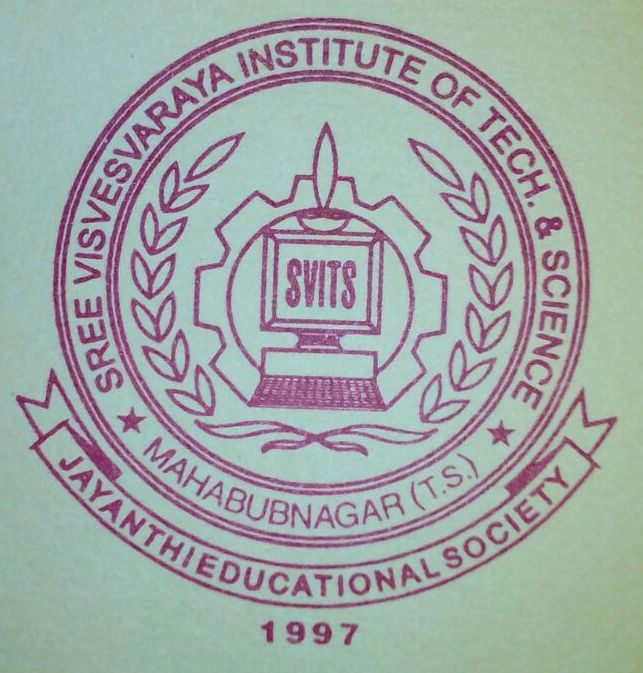 SREE VISVESVARAYA INSTITUTE OF TECH. & SCIENCE
SVITS
MAHABUBNAGAR (T.S.)
JAYANTHI EDUCATIONAL SOCIETY
1997